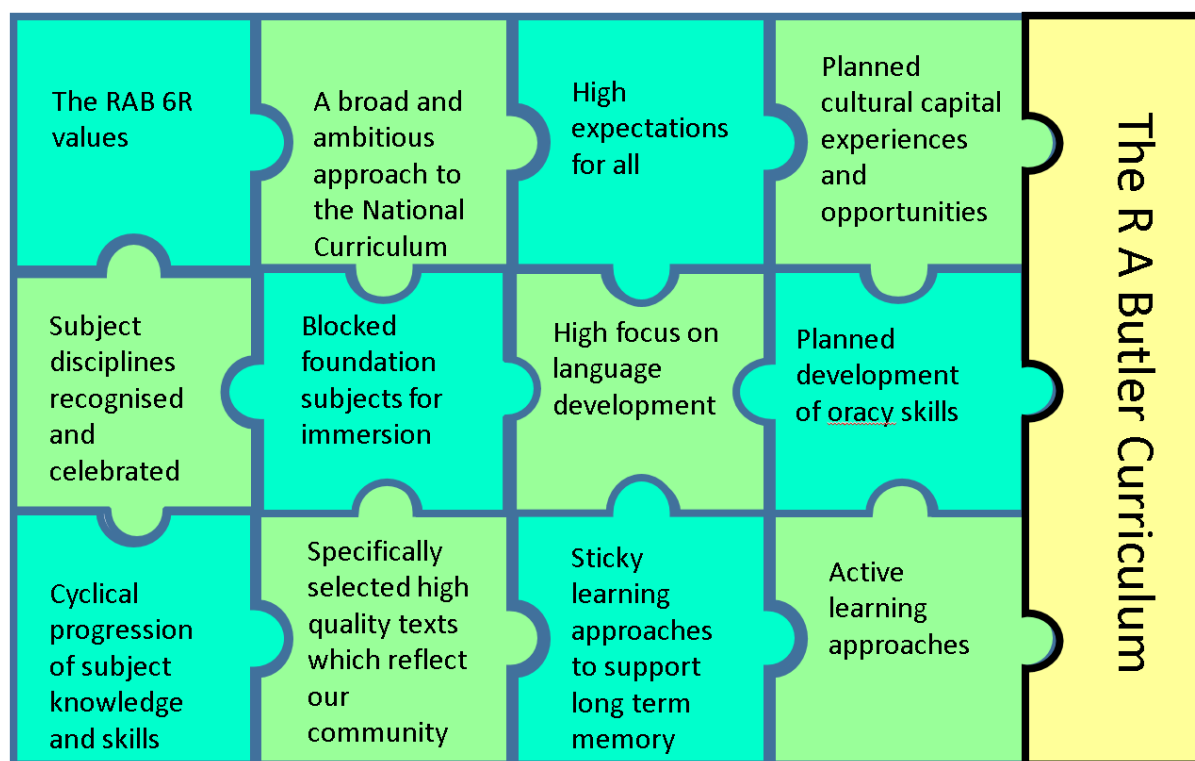 The RAB 6R
values
A broad and
ambitious
approach to
the National
Curriculum
High
expectations
for all
Planned
cultural capital
experiences
and
opportunities
Subject
disciplines
recognised
and
celebrated
Blocked
foundation
subjects for
immersion
High focus on
language
development
Planned
development
of oracy skills
Cyclical
progression
of subject
knowledge
and skills
Specifically
selected high
quality texts
which reflect
our
community
Sticky
learning
approaches
to support
long term
memory
Active
learning
approaches
The R A Butler Curriculum